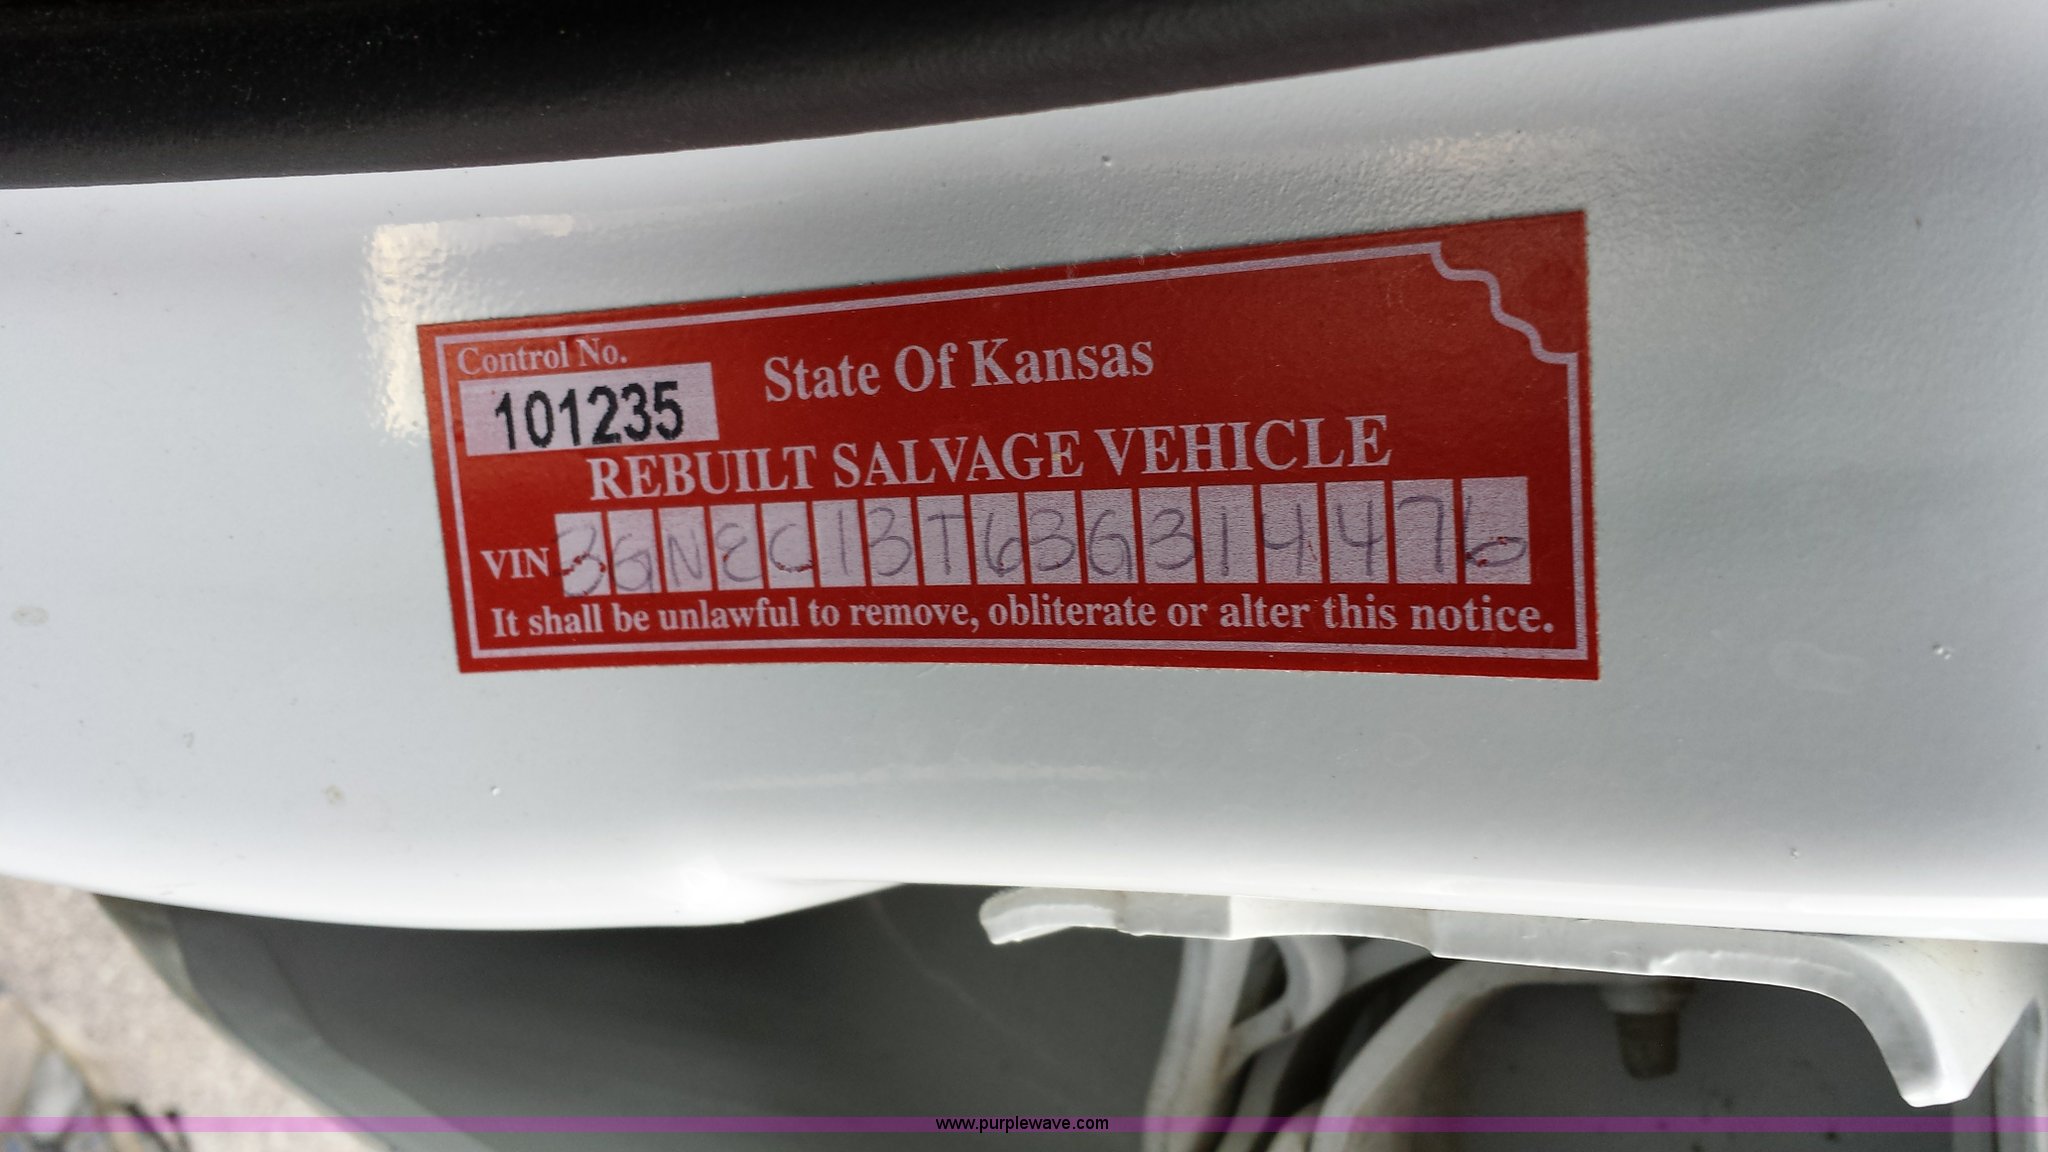 Control No.
101235
State Of Kansas
REBUILT SALVAGE VEHICLE
VIN 3GNEC13T63G314476
It shall be unlawful to remove, obliterate or alter this notice.
www.purplewave.com